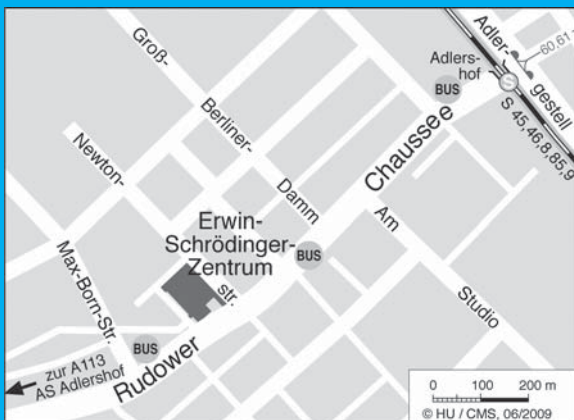 Groß-
Berliner-
Damm
Adler-
gestell
60,61
Adlers-
hof
S
S 45,46,8,85,9
BUS
Chaussee
Newton-
str.
Erwin-
Schrödinger-
Zentrum
BUS
Am
Studio
Max-Born-Str.
BUS
Rudower
zur A113
AS Adlershof
0 100 200 m
© HU / CMS, 06/2009